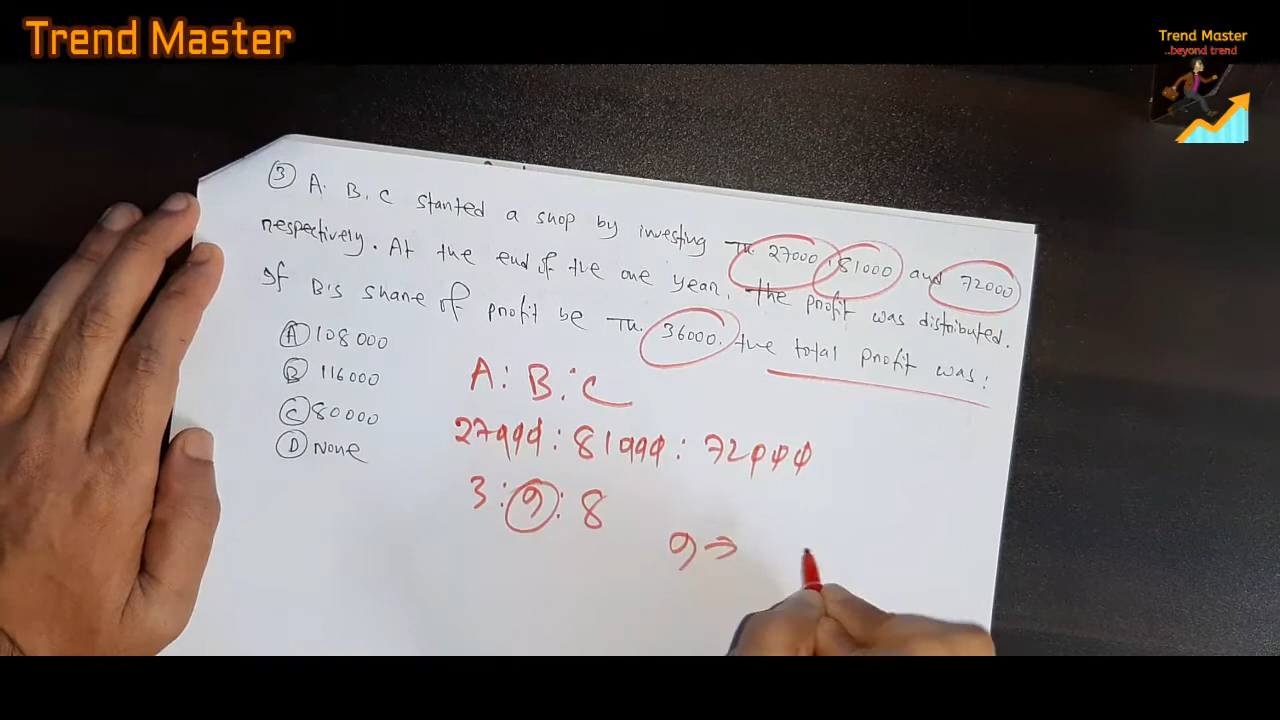 Trend Master
Trend Master
..beyond trend
③ A. B. C started a shop by investing Tk. 27000, 81000 and 72000
respectively. At the end of the one year, the profit was distributed.
If B's share of profit be Tk. 36000. the total profit was:
Ⓐ 108000
Ⓑ 116000
Ⓒ 80000
Ⓓ None
A : B : C
27000 : 81000 : 72000
3 : 9 : 8
9 ⇒